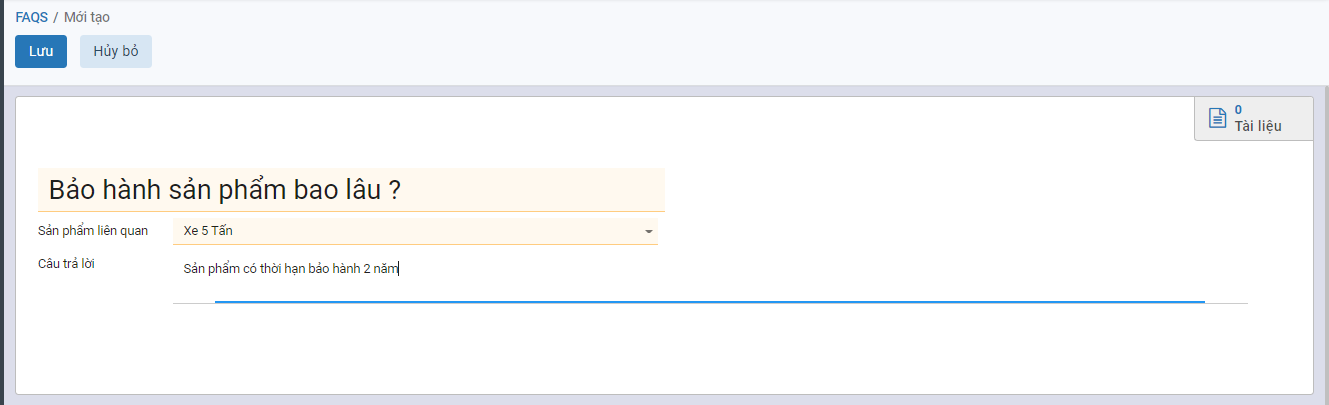 FAQS / Mới tạo
Lưu Hủy bỏ
0
Tài liệu
Bảo hành sản phẩm bao lâu ?
Sản phẩm liên quan Xe 5 Tấn
Câu trả lời Sản phẩm có thời hạn bảo hành 2 năm